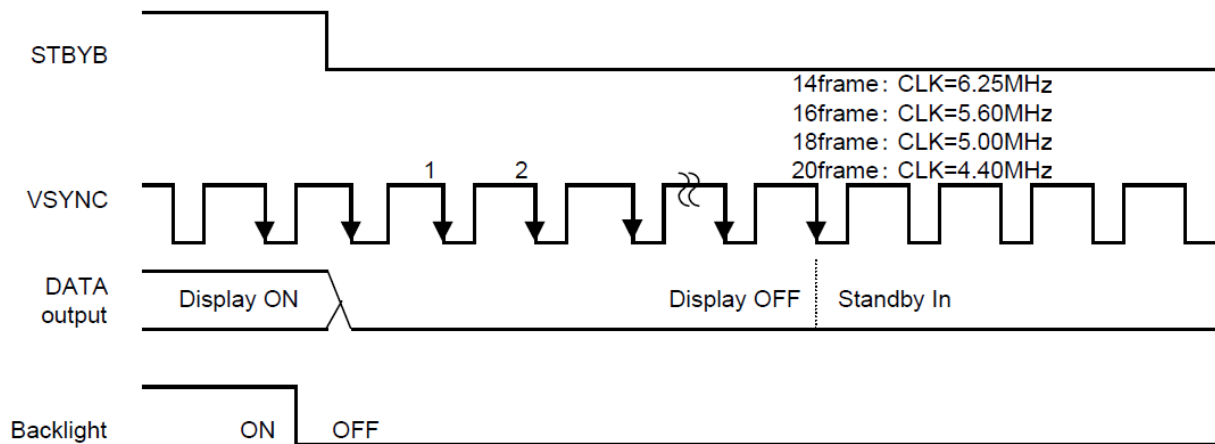 STBYB
14frame: CLK=6.25MHz
16frame: CLK=5.60MHz
18frame: CLK=5.00MHz
20frame: CLK=4.40MHz
1 2
VSYNC
DATA
output
Display ON Display OFF Standby In
Backlight ON OFF